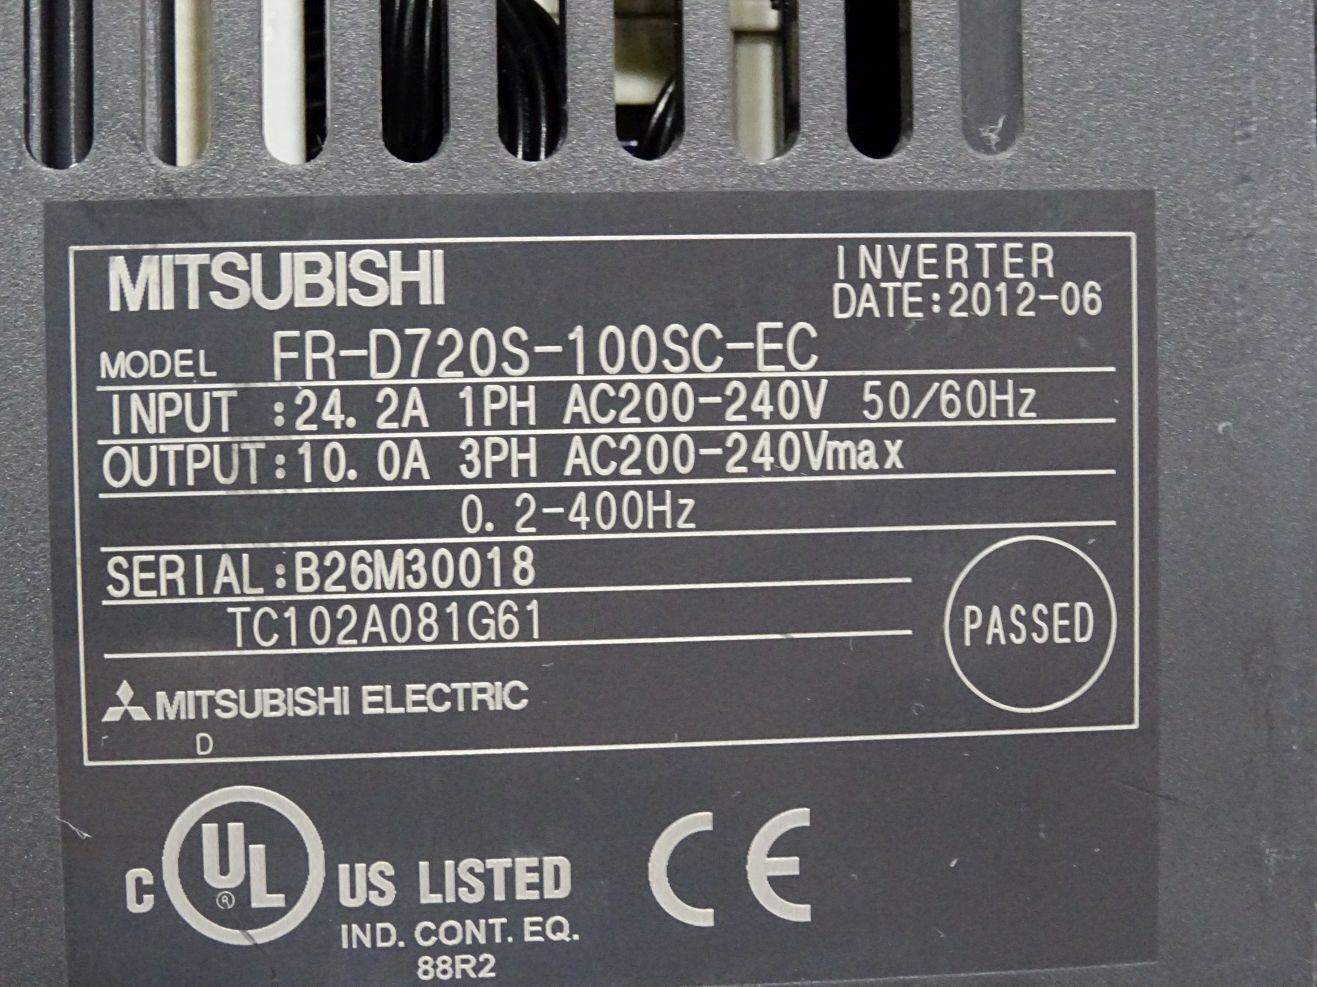 MITSUBISHI
INVERTER
DATE:2012-06
MODEL FR-D720S-100SC-EC
INPUT :24.2A 1PH AC200-240V 50/60Hz
OUTPUT:10.0A 3PH AC200-240Vmax
0.2-400Hz
SERIAL:B26M30018
TC102A081G61
PASSED
MITSUBISHI ELECTRIC
D
C UL ® US LISTED
IND. CONT. EQ.
88R2
CE